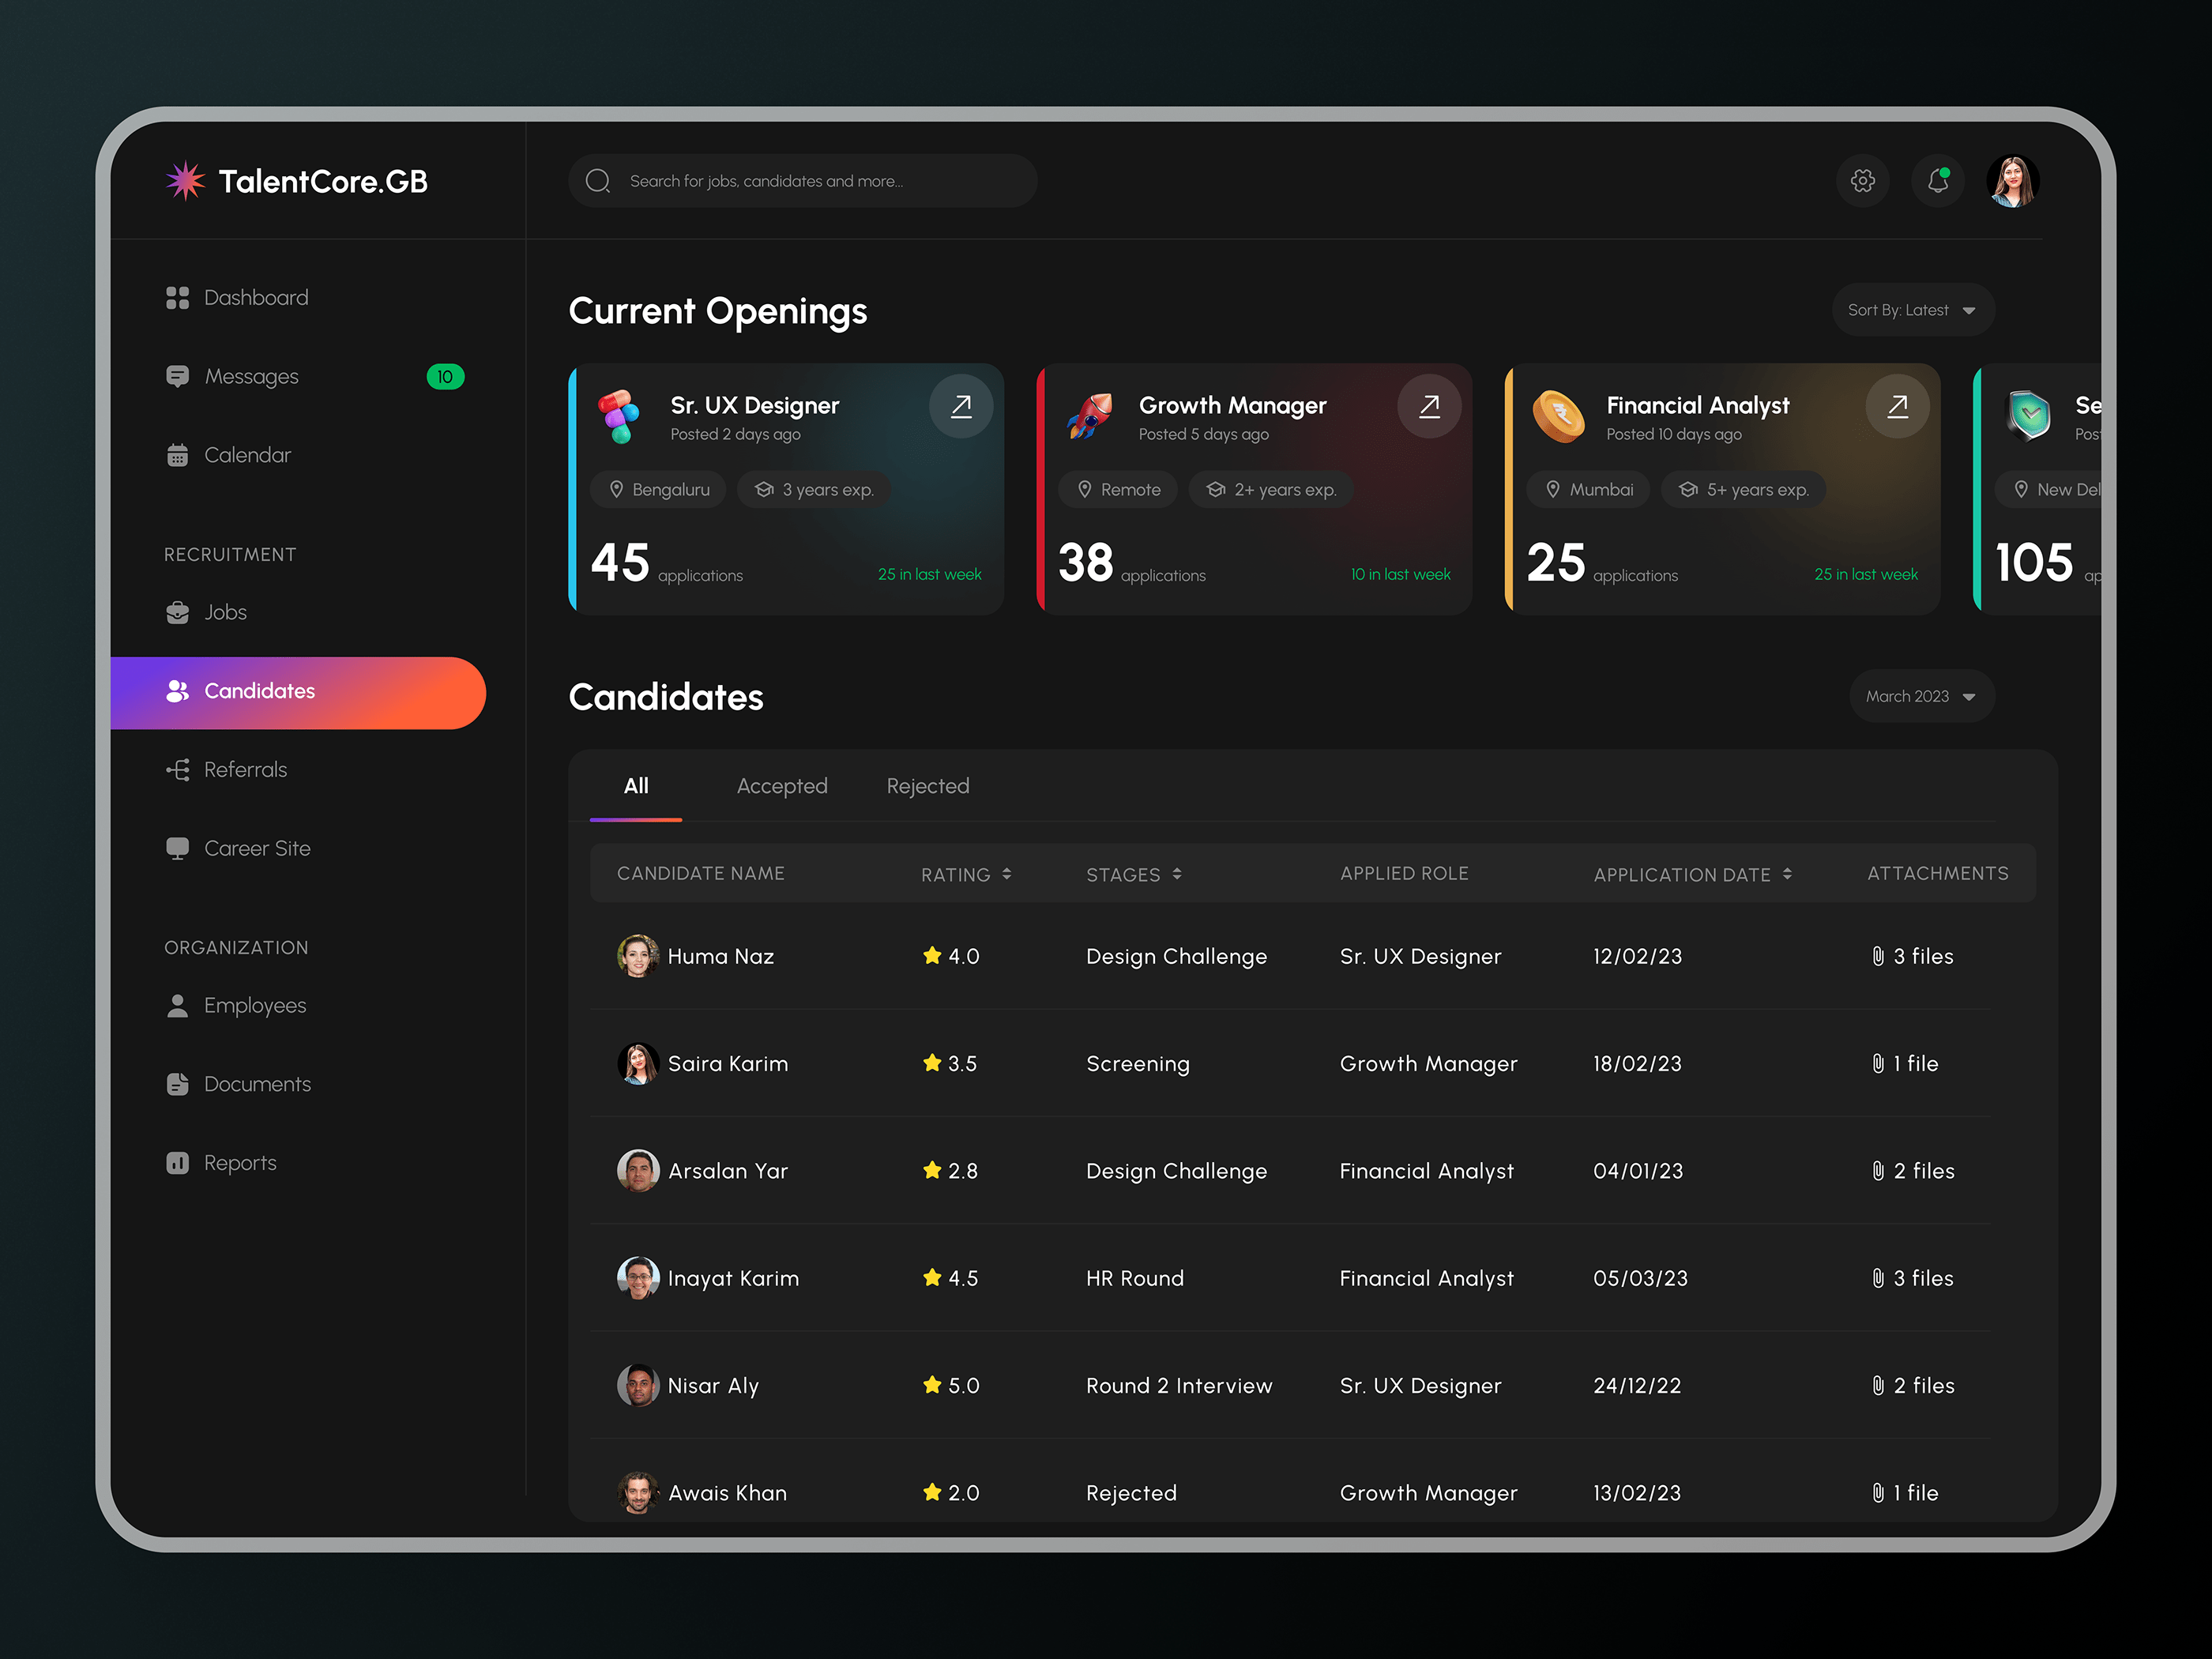 TalentCore.GB
Search for jobs, candidates and more...
Dashboard
Messages
10
Calendar
RECRUITMENT
Jobs
Candidates
Referrals
Career Site
ORGANIZATION
Employees
Documents
Reports
Current Openings
Sort By: Latest
Sr. UX Designer
Posted 2 days ago
Bengaluru
3 years exp.
45 applications
25 in last week
Growth Manager
Posted 5 days ago
Remote
2+ years exp.
38 applications
10 in last week
Financial Analyst
Posted 10 days ago
Mumbai
5+ years exp.
25 applications
25 in last week
Se
Pos
New Del
105 ap
Candidates
March 2023
All Accepted Rejected
CANDIDATE NAME RATING STAGES APPLIED ROLE APPLICATION DATE ATTACHMENTS
Huma Naz 4.0 Design Challenge Sr. UX Designer 12/02/23 3 files
Saira Karim 3.5 Screening Growth Manager 18/02/23 1 file
Arsalan Yar 2.8 Design Challenge Financial Analyst 04/01/23 2 files
Inayat Karim 4.5 HR Round Financial Analyst 05/03/23 3 files
Nisar Aly 5.0 Round 2 Interview Sr. UX Designer 24/12/22 2 files
Awais Khan 2.0 Rejected Growth Manager 13/02/23 1 file